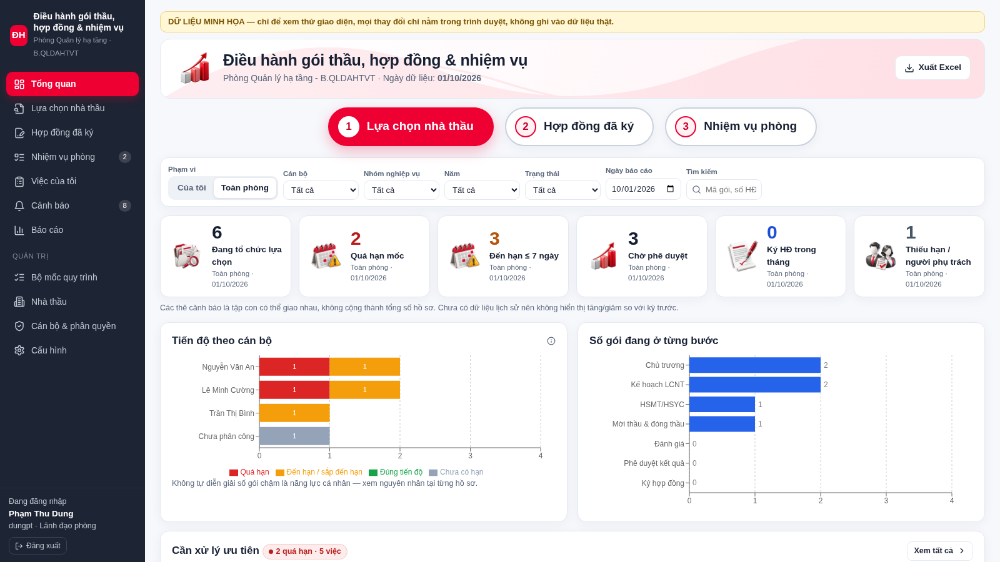 ĐH
Điều hành gói thầu,
hợp đồng & nhiệm vụ
Phòng Quản lý hạ tầng -
B.QLDAHTVT
Tổng quan
Lựa chọn nhà thầu
Hợp đồng đã ký
Nhiệm vụ phòng 2
Việc của tôi
Cảnh báo 8
Báo cáo
QUẢN TRỊ
Bộ mốc quy trình
Nhà thầu
Cán bộ & phân quyền
Cấu hình
Đang đăng nhập
Phạm Thu Dung
dungpt · Lãnh đạo phòng
Đăng xuất
DỮ LIỆU MINH HỌA — chỉ để xem thử giao diện, mọi thay đổi chỉ nằm trong trình duyệt, không ghi vào dữ liệu thật.
Điều hành gói thầu, hợp đồng & nhiệm vụ
Phòng Quản lý hạ tầng - B.QLDAHTVT · Ngày dữ liệu: 01/10/2026
Xuất Excel
1 Lựa chọn nhà thầu
2 Hợp đồng đã ký
3 Nhiệm vụ phòng
Phạm vi
Của tôi Toàn phòng
Cán bộ
Tất cả
Nhóm nghiệp vụ
Tất cả
Năm
Tất cả
Trạng thái
Tất cả
Ngày báo cáo
10/01/2026
Tìm kiếm
Mã gói, số HĐ
6
Đang tổ chức lựa
chọn
Toàn phòng ·
01/10/2026
2
Quá hạn mốc
Toàn phòng ·
01/10/2026
3
Đến hạn ≤ 7 ngày
Toàn phòng ·
01/10/2026
3
Chờ phê duyệt
Toàn phòng ·
01/10/2026
0
Ký HĐ trong
tháng
Toàn phòng ·
01/10/2026
1
Thiếu hạn /
người phụ trách
Toàn phòng ·
01/10/2026
Các thẻ cảnh báo là tập con có thể giao nhau, không cộng thành tổng số hồ sơ. Chưa có dữ liệu lịch sử nên không hiển thị tăng/giảm so với kỳ trước.
Tiến độ theo cán bộ
Nguyễn Văn An 1 1
Lê Minh Cường 1 1
Trần Thị Bình 1
Chưa phân công 1
0 1 2 3 4
Quá hạn Đến hạn / sắp đến hạn Đúng tiến độ Chưa có hạn
Không tự diễn giải số gói chậm là năng lực cá nhân — xem nguyên nhân tại từng hồ sơ.
Số gói đang ở từng bước
Chủ trương 2
Kế hoạch LCNT 2
HSMT/HSYC 1
Mời thầu & đóng thầu 1
Đánh giá 0
Phê duyệt kết quả 0
Ký hợp đồng 0
0 1 2 3 4
Cần xử lý ưu tiên 2 quá hạn · 5 việc
Xem tất cả